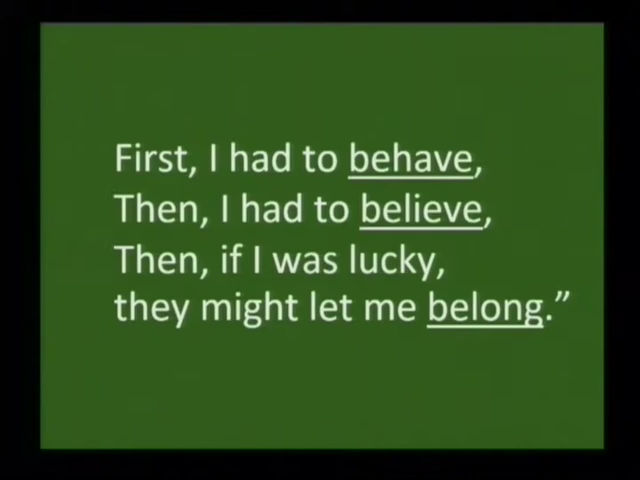 First, I had to behave,
Then, I had to believe,
Then, if I was lucky,
they might let me belong.”